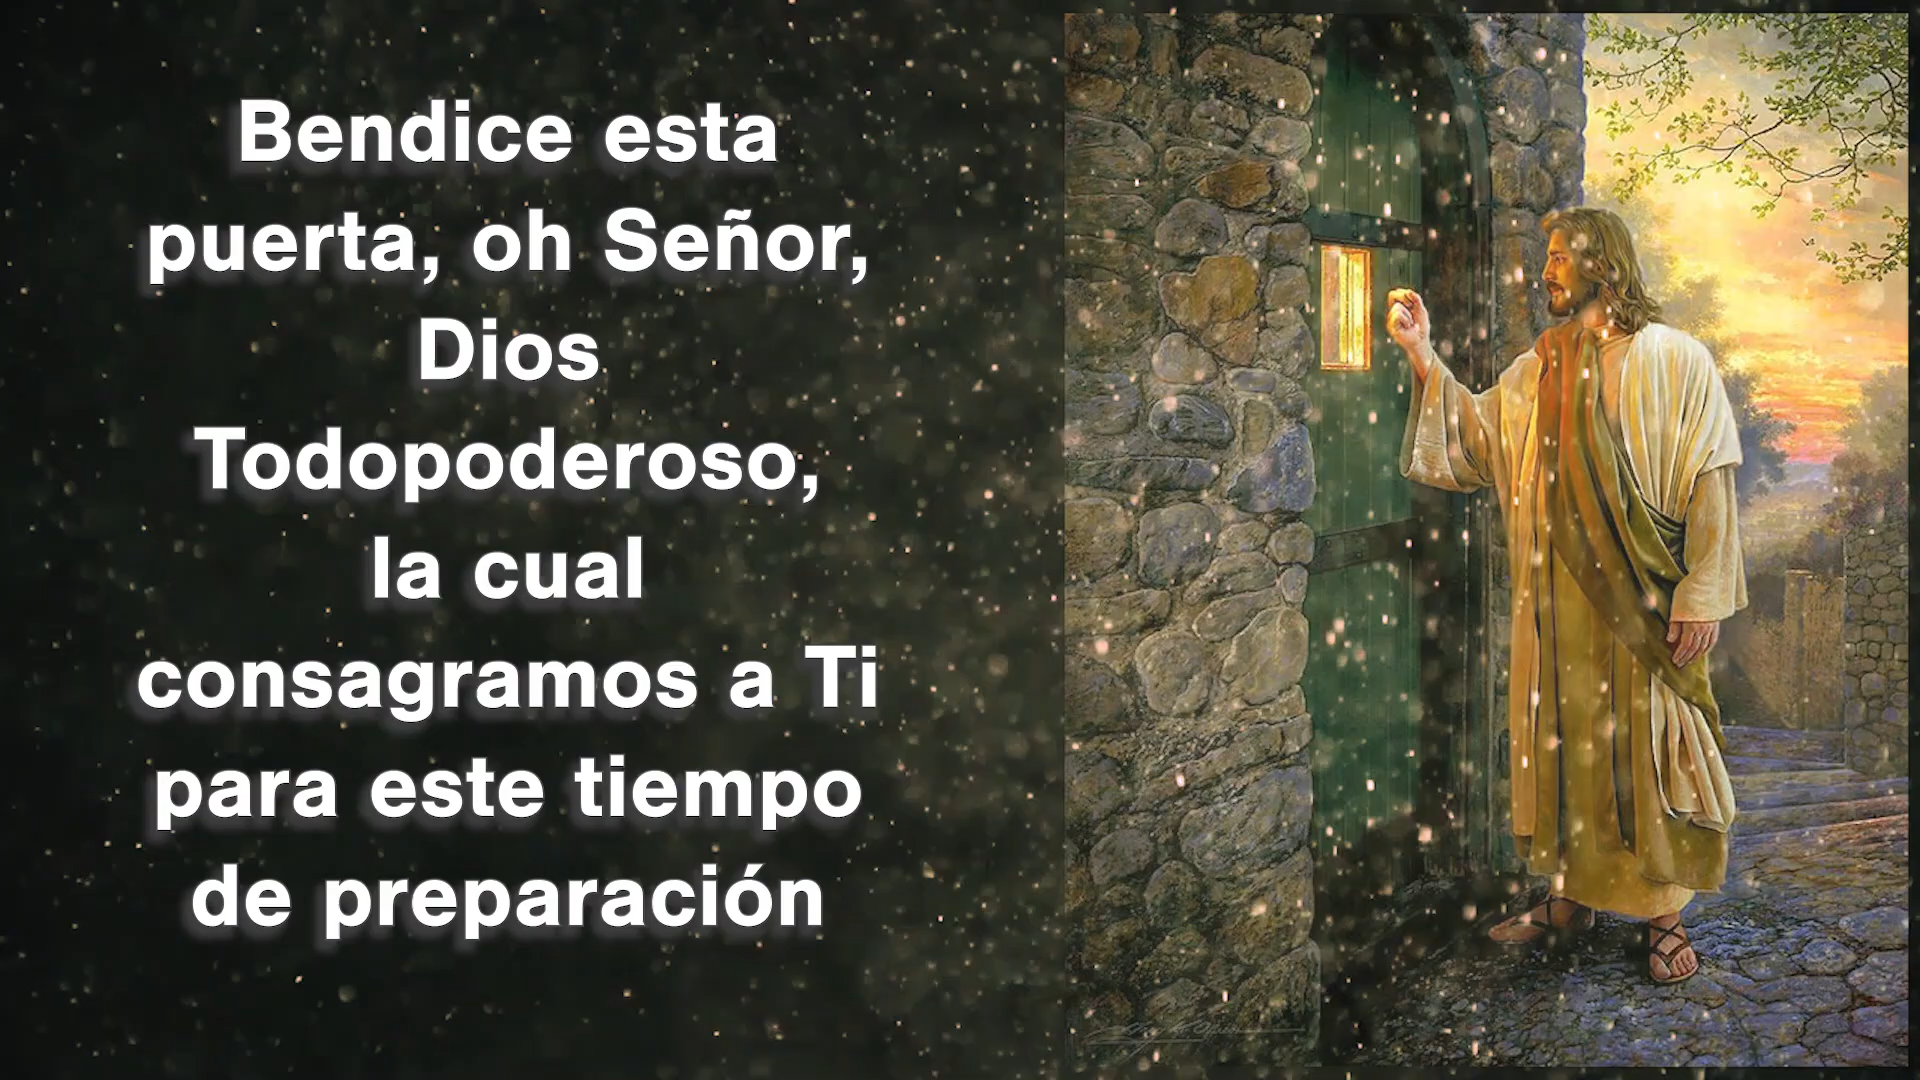 Bendice esta
puerta, oh Señor,
Dios
Todopoderoso,
la cual
consagramos a Ti
para este tiempo
de preparación